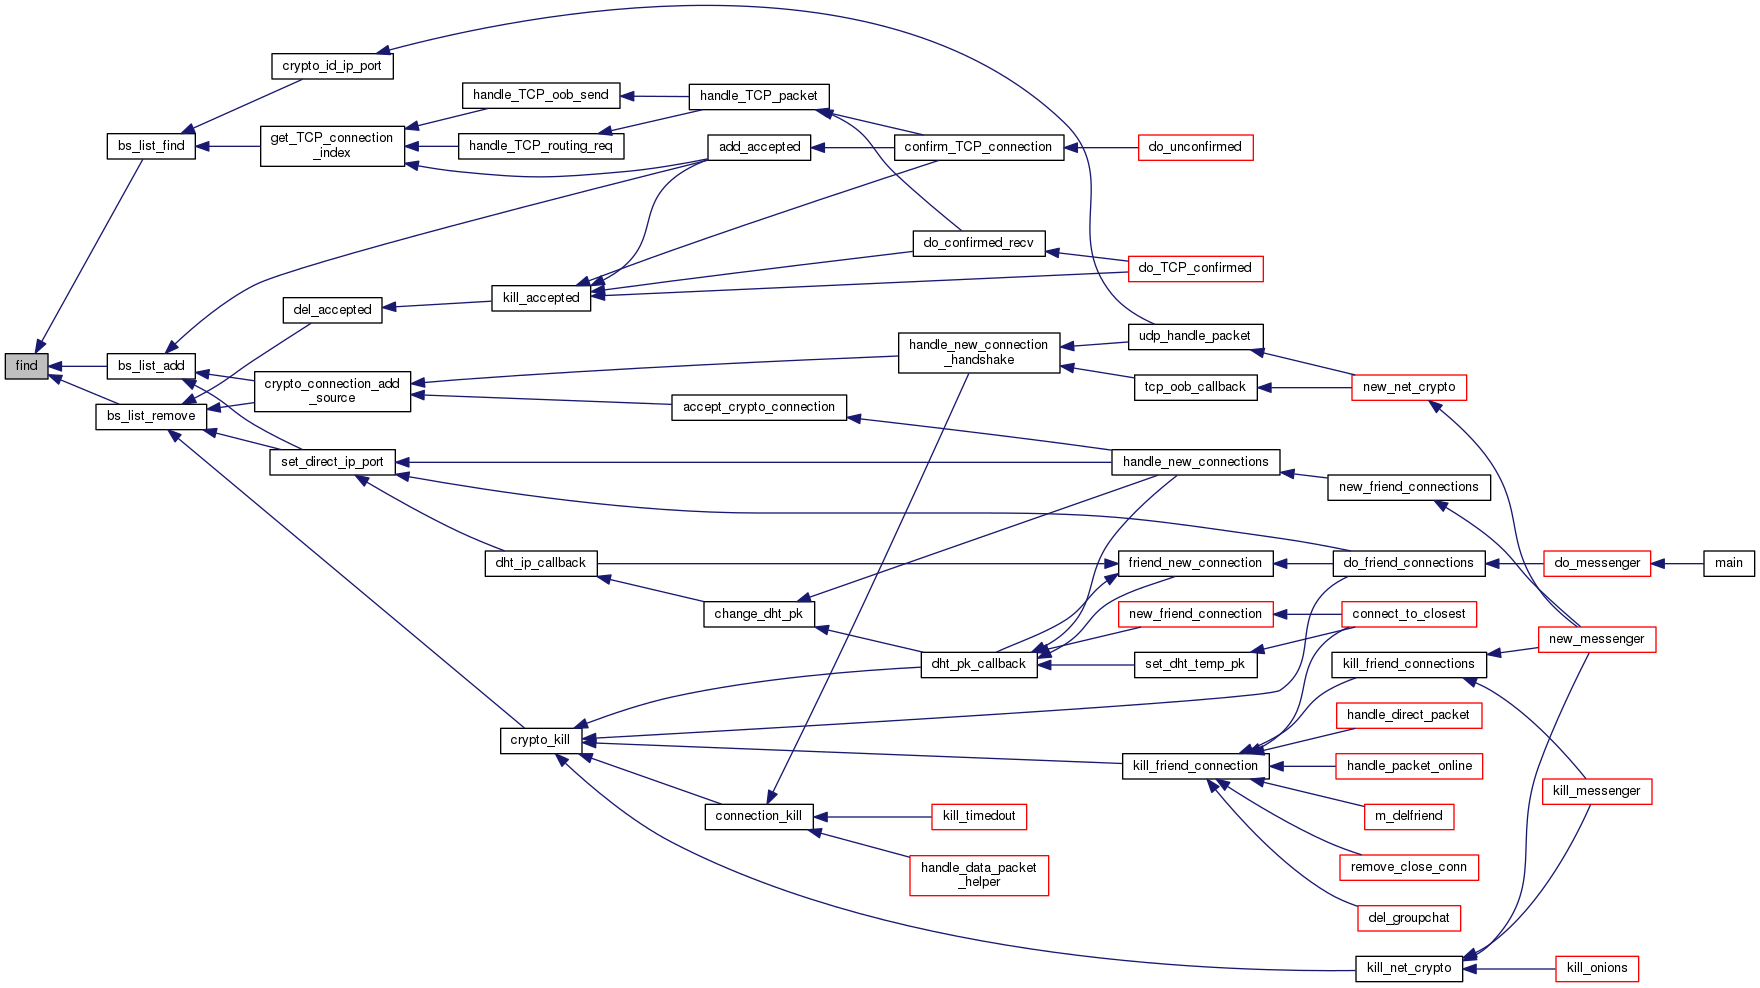 crypto_id_ip_port
handle_TCP_oob_send
handle_TCP_packet
bs_list_find
get_TCP_connection
_index
handle_TCP_routing_req
add_accepted
confirm_TCP_connection
do_unconfirmed
do_confirmed_recv
do_TCP_confirmed
del_accepted
kill_accepted
udp_handle_packet
handle_new_connection
_handshake
find
bs_list_add
crypto_connection_add
_source
tcp_oob_callback
new_net_crypto
bs_list_remove
accept_crypto_connection
set_direct_ip_port
handle_new_connections
new_friend_connections
dht_ip_callback
friend_new_connection
do_friend_connections
do_messenger
main
change_dht_pk
new_friend_connection
connect_to_closest
new_messenger
dht_pk_callback
set_dht_temp_pk
kill_friend_connections
handle_direct_packet
crypto_kill
kill_friend_connection
handle_packet_online
kill_messenger
connection_kill
kill_timedout
m_delfriend
handle_data_packet
_helper
remove_close_conn
del_groupchat
kill_net_crypto
kill_onions